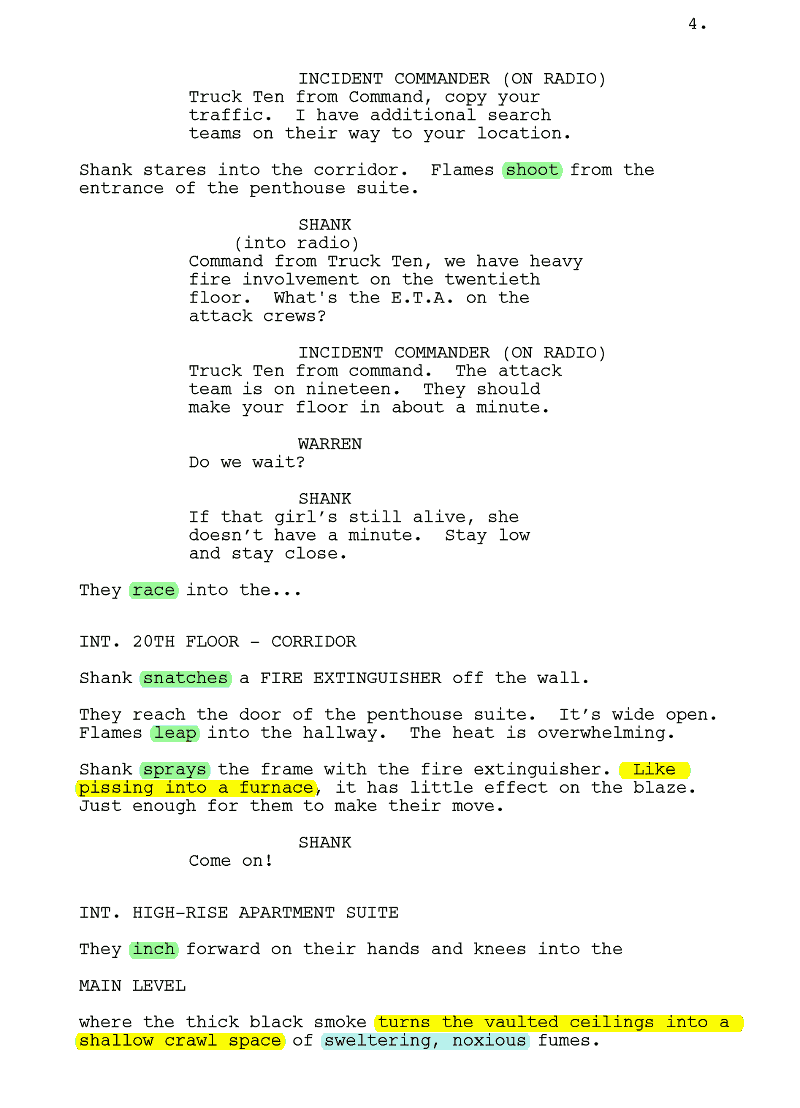 4.
INCIDENT COMMANDER (ON RADIO)
Truck Ten from Command, copy your
traffic.  I have additional search
teams on their way to your location.
Shank stares into the corridor.  Flames shoot from the
entrance of the penthouse suite.
SHANK
(into radio)
Command from Truck Ten, we have heavy
fire involvement on the twentieth
floor.  What's the E.T.A. on the
attack crews?
INCIDENT COMMANDER (ON RADIO)
Truck Ten from command.  The attack
team is on nineteen.  They should
make your floor in about a minute.
WARREN
Do we wait?
SHANK
If that girl’s still alive, she
doesn’t have a minute.  Stay low
and stay close.
They race into the...
INT. 20TH FLOOR – CORRIDOR
Shank snatches a FIRE EXTINGUISHER off the wall.
They reach the door of the penthouse suite.  It’s wide open.
Flames leap into the hallway.  The heat is overwhelming.
Shank sprays the frame with the fire extinguisher.  Like
pissing into a furnace, it has little effect on the blaze.
Just enough for them to make their move.
SHANK
Come on!
INT. HIGH-RISE APARTMENT SUITE
They inch forward on their hands and knees into the
MAIN LEVEL
where the thick black smoke turns the vaulted ceilings into a
shallow crawl space of sweltering, noxious fumes.